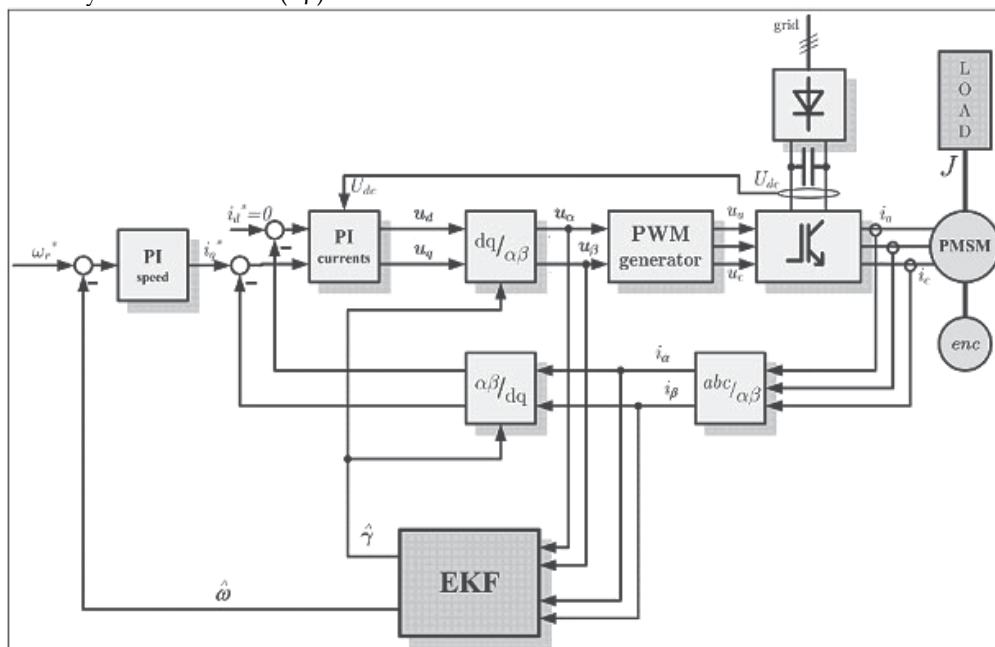 grid
LOAD
J
U_dc
U_dc
i_d*=0
u_d
u_α
u_a
i_a
ω_r*
PI
speed
i_q*
PI
currents
u_q
dq/αβ
u_β
PWM
generator
u_c
PMSM
i_c
enc
i_α
αβ/dq
i_β
abc/αβ
γ̂
EKF
ω̂